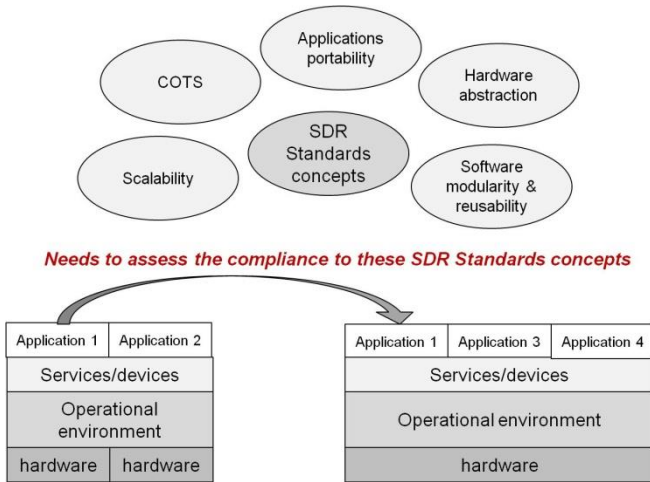 Applications
portability
COTS
Hardware
abstraction
SDR
Standards
concepts
Scalability
Software
modularity &
reusability
Needs to assess the compliance to these SDR Standards concepts
Application 1
Application 2
Services/devices
Operational
environment
hardware
hardware
Application 1
Application 3
Application 4
Services/devices
Operational environment
hardware